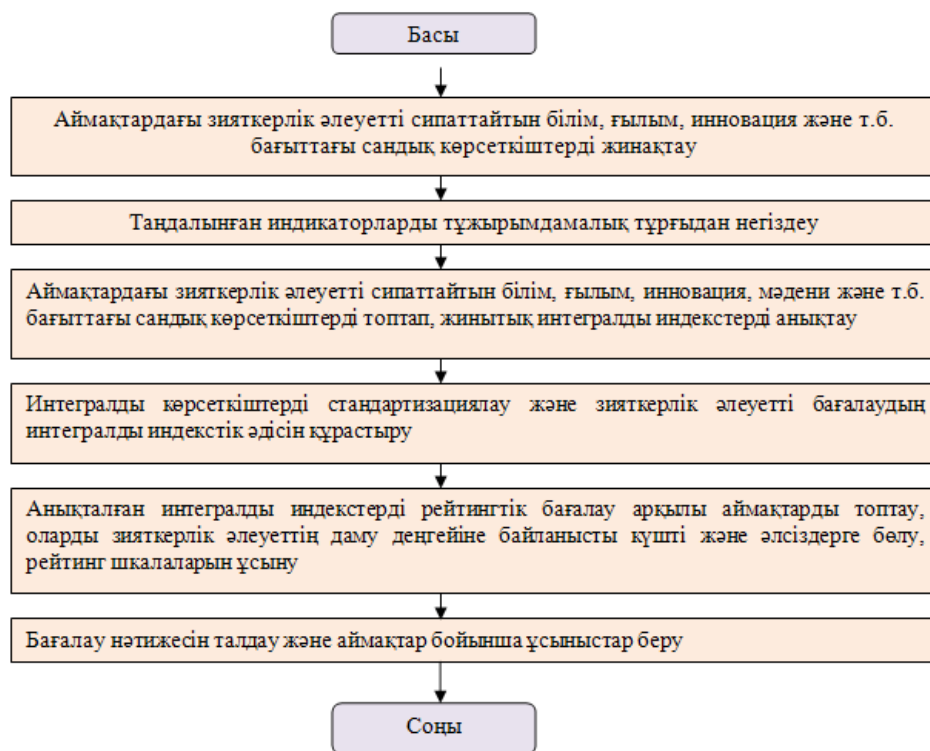 Басы
Аймақтардағы зияткерлік әлеуетті сипаттайтын білім, ғылым, инновация және т.б.
бағыттағы сандық көрсеткіштерді жинақтау
Таңдалынған индикаторларды тұжырымдамалық тұрғыдан негіздеу
Аймақтардағы зияткерлік әлеуетті сипаттайтын білім, ғылым, инновация, мәдени және т.б.
бағыттағы сандық көрсеткіштерді топтап, жинытық интегралды индекстерді анықтау
Интегралды көрсеткіштерді стандартизациялау және зияткерлік әлеуетті бағалаудың
интегралды индекстік әдісін құрастыру
Анықталған интегралды индекстерді рейтингтік бағалау арқылы аймақтарды топтау,
оларды зияткерлік әлеуеттің даму деңгейіне байланысты күшті және әлсіздерге бөлу,
рейтинг шкалаларын ұсыну
Бағалау нәтижесін талдау және аймақтар бойынша ұсыныстар беру
Соңы